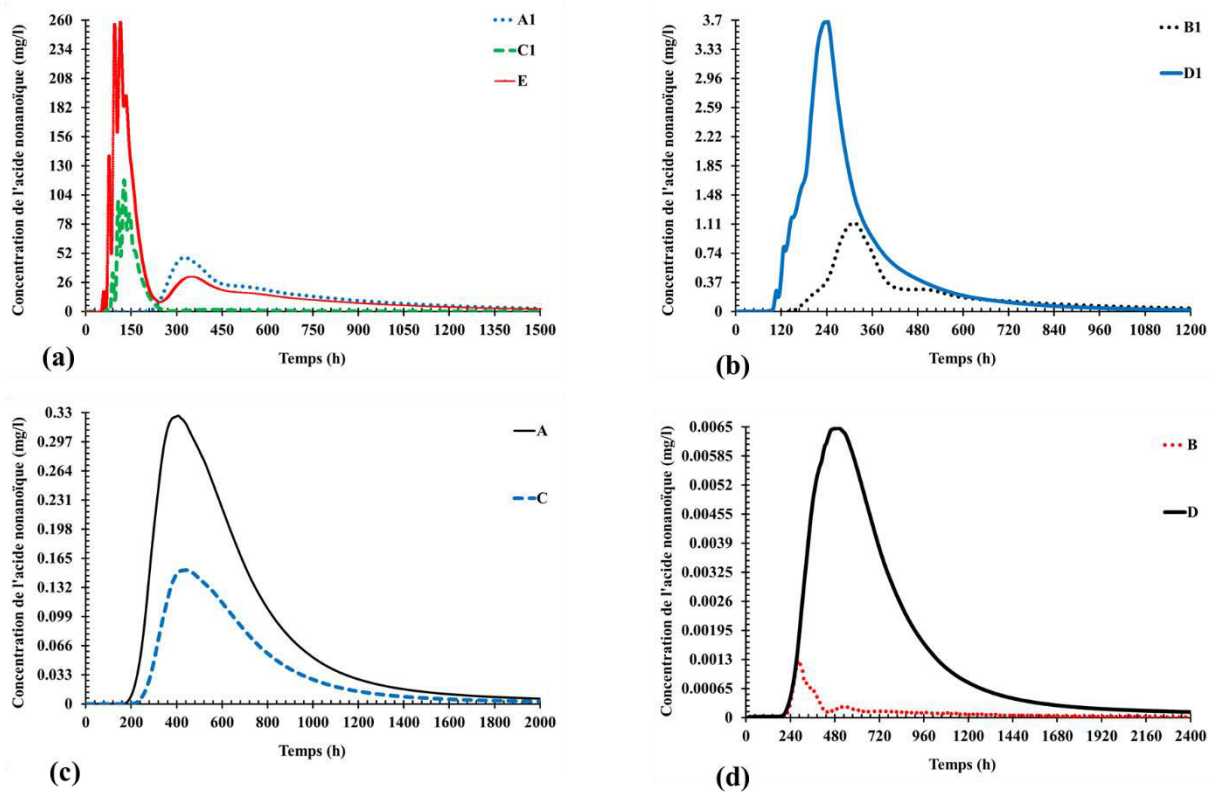 Concentration de l'acide nonanoïque (mg/l)
260
234
208
182
156
130
104
78
52
26
0
0 150 300 450 600 750 900 1050 1200 1350 1500
Temps (h)
A1
C1
E
(a)
Concentration de l'acide nonanoïque (mg/l)
3.7
3.33
2.96
2.59
2.22
1.85
1.48
1.11
0.74
0.37
0
0 120 240 360 480 600 720 840 960 1080 1200
Temps (h)
B1
D1
(b)
Concentration de l'acide nonanoïque (mg/l)
0.33
0.297
0.264
0.231
0.198
0.165
0.132
0.099
0.066
0.033
0
0 200 400 600 800 1000 1200 1400 1600 1800 2000
Temps (h)
A
C
(c)
Concentration de l'acide nonanoïque (mg/l)
0.0065
0.00585
0.0052
0.00455
0.0039
0.00325
0.0026
0.00195
0.0013
0.00065
0
0 240 480 720 960 1200 1440 1680 1920 2160 2400
Temps (h)
B
D
(d)